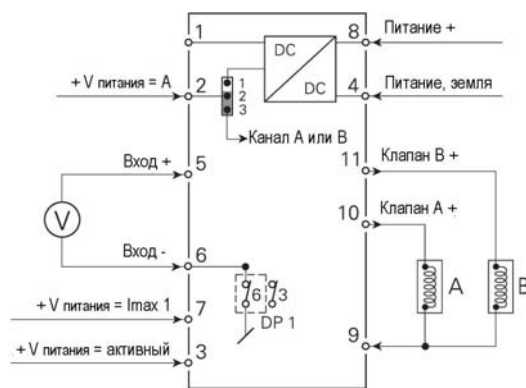 1
8
Питание +
DC
DC
+ V питания = A
2
1
2
3
4
Питание, земля
Канал А или В
11
Клапан В +
Вход +
5
10
Клапан А +
V
A
B
Вход -
6
6
3
DP 1
+ V питания = Imax 1
7
9
+ V питания = активный
3